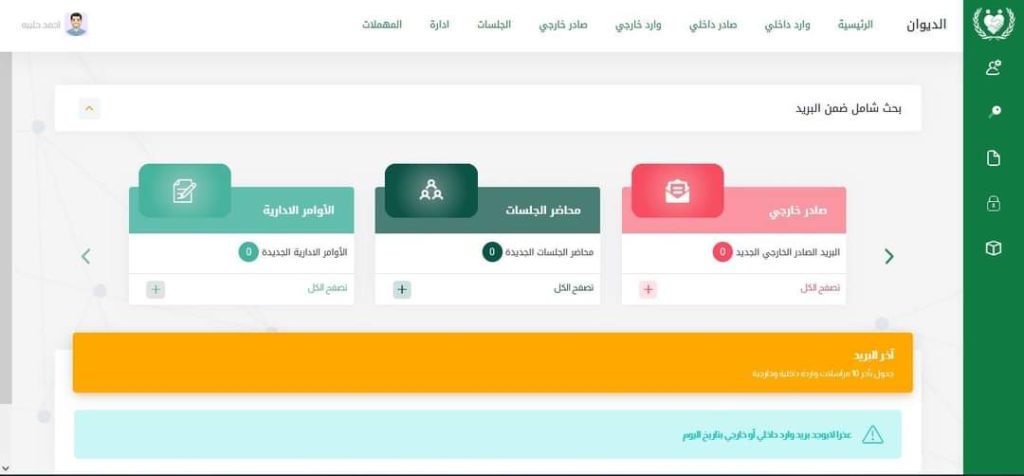 الديوان
الرئيسية
وارد داخلي
صادر داخلي
وارد خارجي
صادر خارجي
الجلسات
ادارة
المهملات
احمد حلبيه
بحث شامل ضمن البريد
صادر خارجي
البريد الصادر الخارجي الجديد 0
تصفح الكل
محاضر الجلسات
محاضر الجلسات الجديدة 0
تصفح الكل
الأوامر الادارية
الأوامر الادارية الجديدة 0
تصفح الكل
آخر البريد
جدول بآخر 10 مراسلات واردة داخلية وخارجية
عذرا لايوجد بريد وارد داخلي أو خارجي بتاريخ اليوم